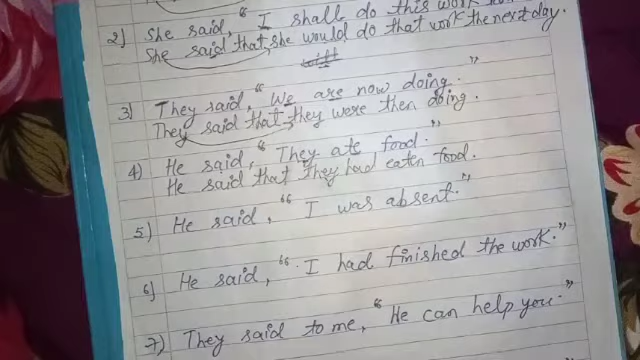 2) She said, "I shall do this work
She said that she would do that work the next day.
3) They said, "We are now doing."
They said that they were then doing.
4) He said, "They ate food."
He said that they had eaten food.
5) He said, "I was absent."
6) He said, "I had finished the work."
7) They said to me, "He can help you."